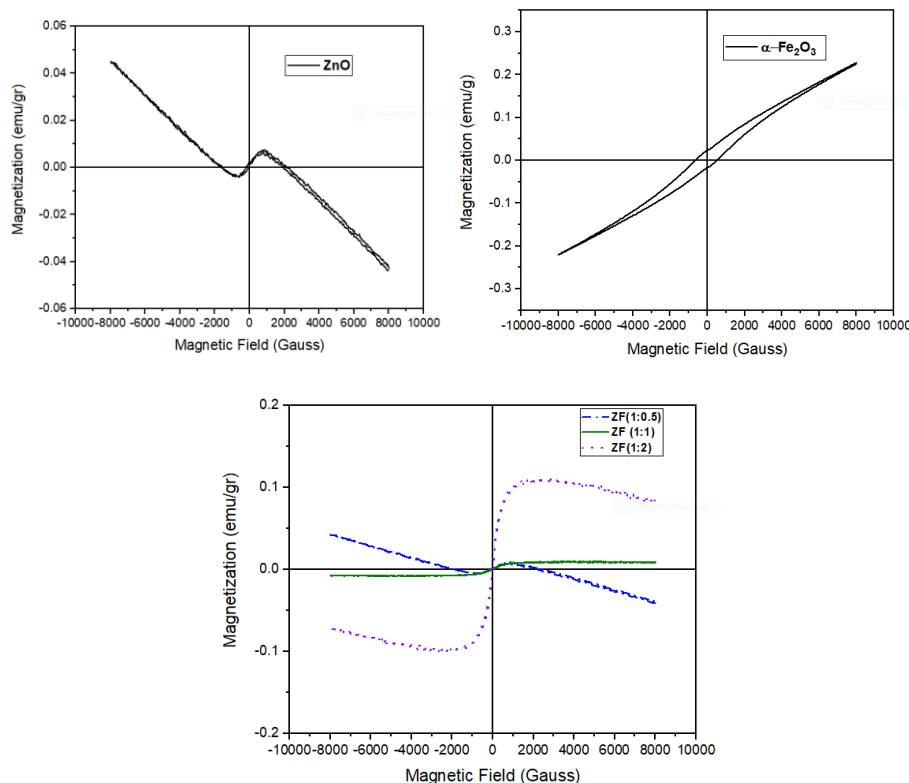 0.06
0.04
0.02
0.00
-0.02
-0.04
-0.06
Magnetization (emu/gr)
ZnO
-10000 -8000 -6000 -4000 -2000 0 2000 4000 6000 8000 10000
Magnetic Field (Gauss)
0.3
0.2
0.1
0.0
-0.1
-0.2
-0.3
Magnetization (emu/g)
α–Fe₂O₃
-10000 -8000 -6000 -4000 -2000 0 2000 4000 6000 8000 10000
Magnetic Field (Gauss)
0.2
0.1
0.0
-0.1
-0.2
Magnetization (emu/gr)
ZF(1:0.5)
ZF (1:1)
ZF(1:2)
-10000 -8000 -6000 -4000 -2000 0 2000 4000 6000 8000 10000
Magnetic Field (Gauss)